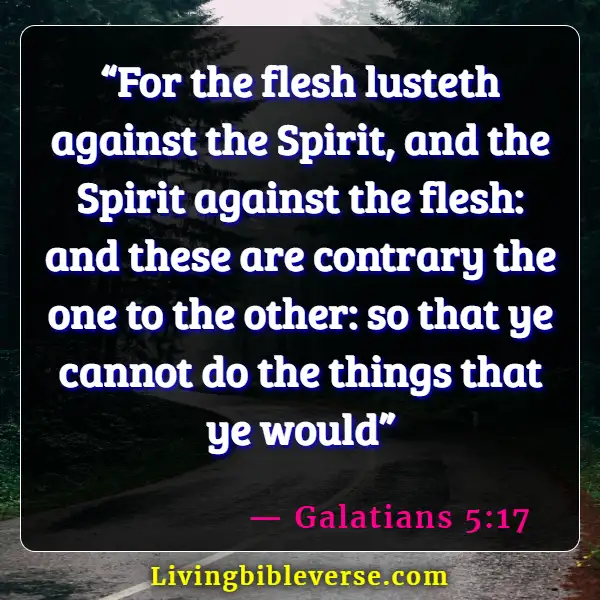 “For the flesh lusteth
against the Spirit, and the
Spirit against the flesh:
and these are contrary the
one to the other: so that ye
cannot do the things that
ye would”
— Galatians 5:17
Livingbibleverse.com